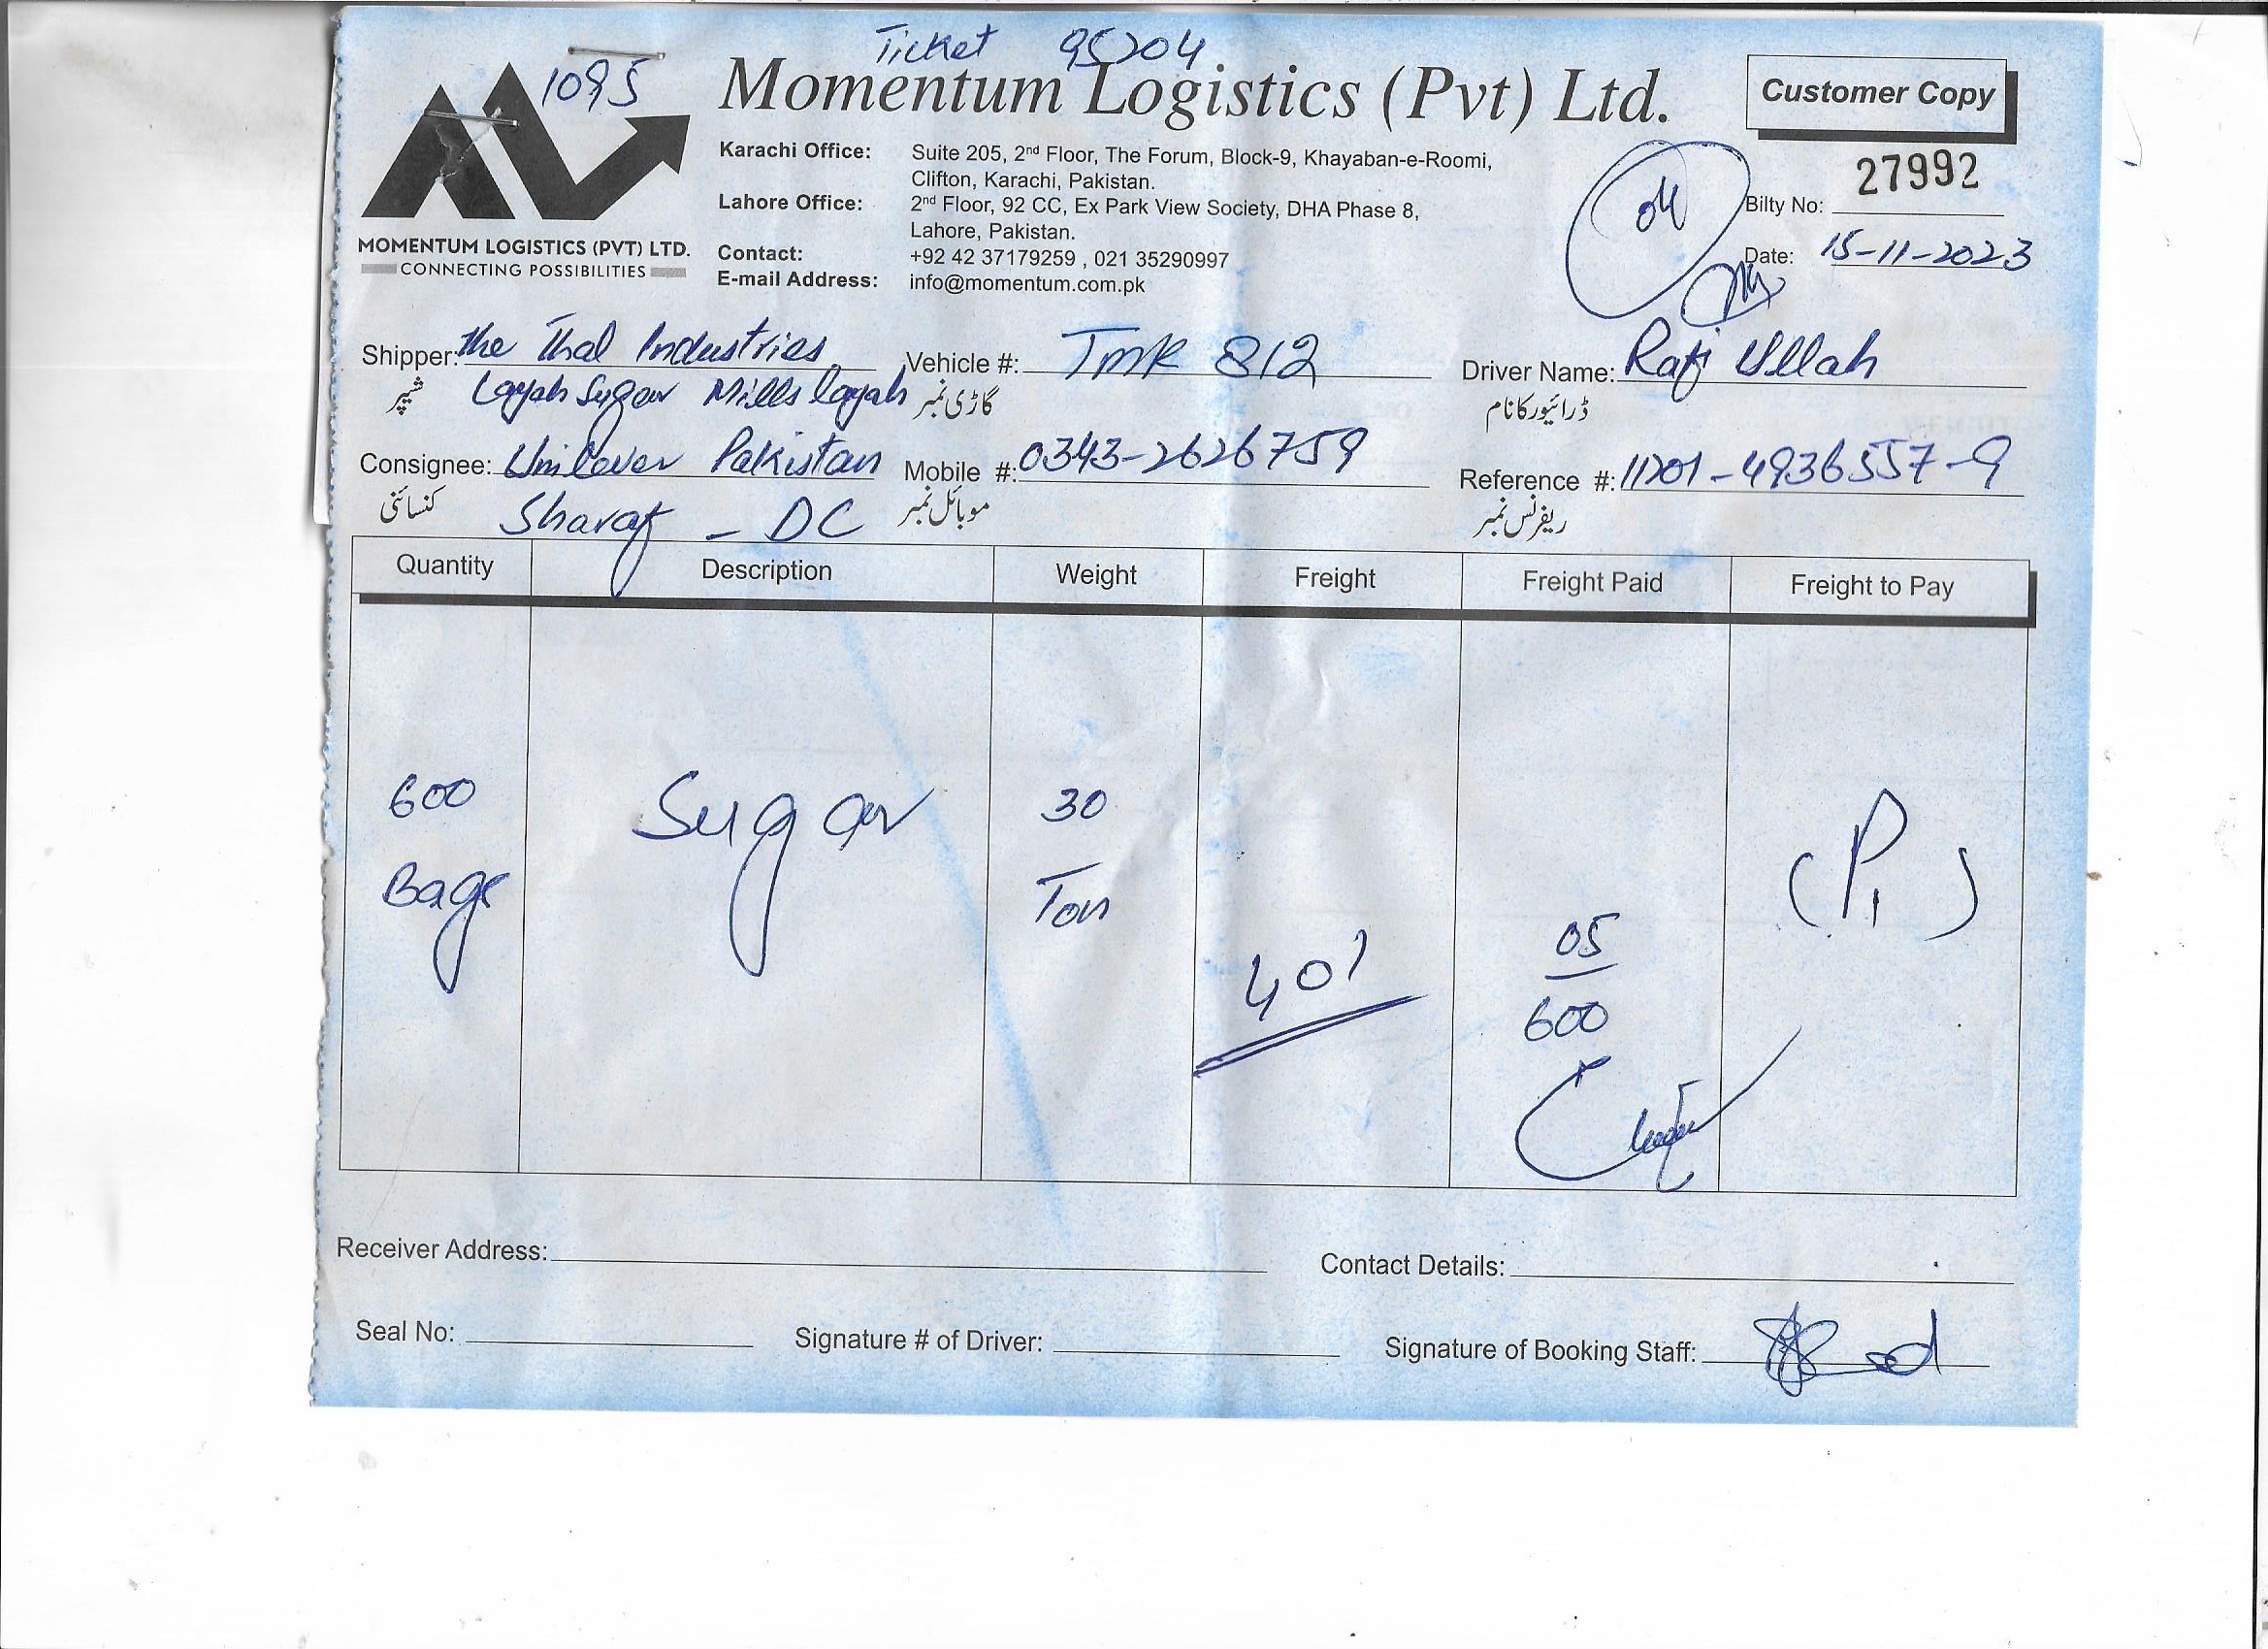 Ticket 95204
1095
Momentum Logistics (Pvt) Ltd.
Customer Copy
MOMENTUM LOGISTICS (PVT) LTD.
CONNECTING POSSIBILITIES
Karachi Office: Suite 205, 2nd Floor, The Forum, Block-9, Khayaban-e-Roomi,
Clifton, Karachi, Pakistan.
Lahore Office: 2nd Floor, 92 CC, Ex Park View Society, DHA Phase 8,
Lahore, Pakistan.
Contact: +92 42 37179259 , 021 35290997
E-mail Address: info@momentum.com.pk
Bilty No: 27992
Date: 15-11-2023
Shipper: the Thal Industries Vehicle #: TMK 812 Driver Name: Rafi Ullah
شپر Layah Sugar Mills layah گاڑی نمبر ڈرائیور کا نام
Consignee: Unilever Pakistan Mobile #: 0343-2626759 Reference #: 11201-4936557-9
کنسائنی Sharaf - DC موبائل نمبر ریفرنس نمبر
Quantity Description Weight Freight Freight Paid Freight to Pay
600 Sugar 30
Bags Ton
(P1)
05
401
600
Receiver Address: Contact Details:
Seal No: Signature # of Driver: Signature of Booking Staff: